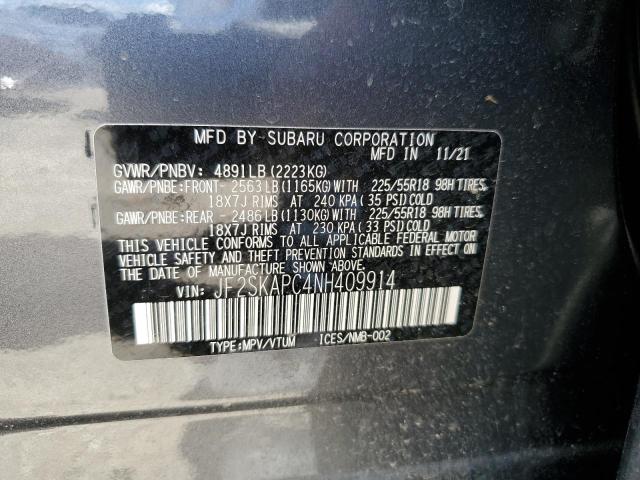 MFD BY SUBARU CORPORATION
MFD IN 11/21
GVWR/PNBV: 4891LB (2223KG)
GAWR/PNBE:FRONT- 2563LB(1165KG)WITH 225/55R18 98H TIRES,
18X7J RIMS AT 240 KPA( 35 PSI)COLD
GAWR/PNBE:REAR - 2486LB(1130KG)WITH 225/55R18 98H TIRES,
18X7J RIMS AT 230 KPA( 33 PSI)COLD
THIS VEHICLE CONFORMS TO ALL APPLICABLE FEDERAL MOTOR
VEHICLE SAFETY AND THEFT PREVENTION STANDARDS IN EFFECT ON
THE DATE OF MANUFACTURE SHOWN ABOVE.
VIN: JF2SKAPC4NH409914
TYPE:MPV/VTUM ICES/NMB-002